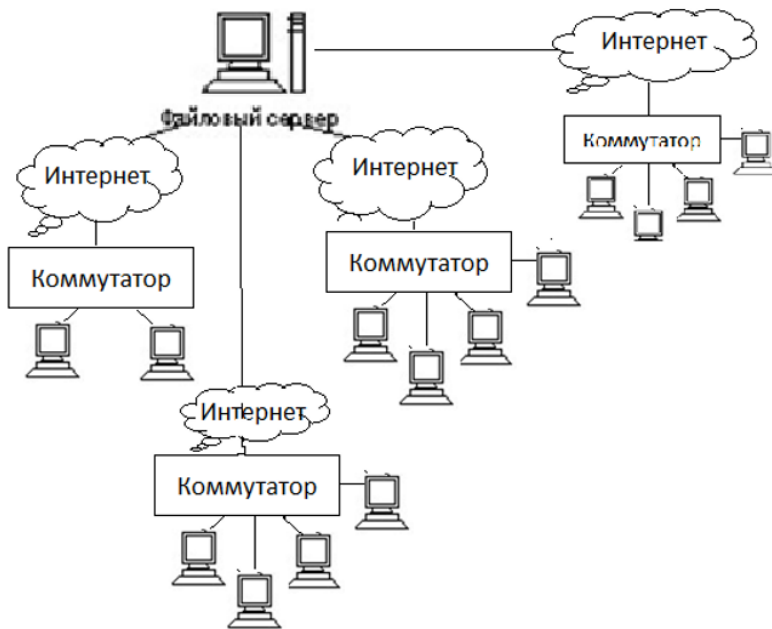 Интернет
Файловый сервер
Коммутатор
Интернет
Интернет
Коммутатор
Коммутатор
Интернет
Коммутатор